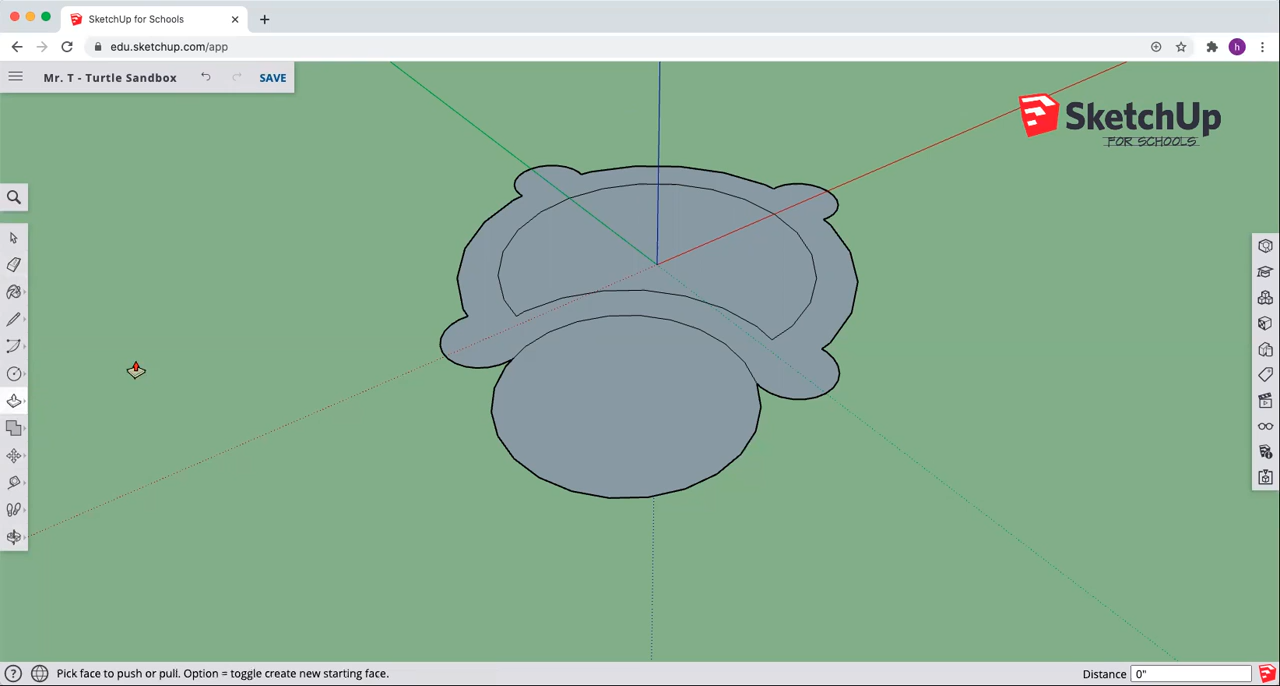 SketchUp for Schools
edu.sketchup.com/app
h
Mr. T - Turtle Sandbox
SAVE
SketchUp
FOR SCHOOLS
Pick face to push or pull. Option = toggle create new starting face.
Distance 0"